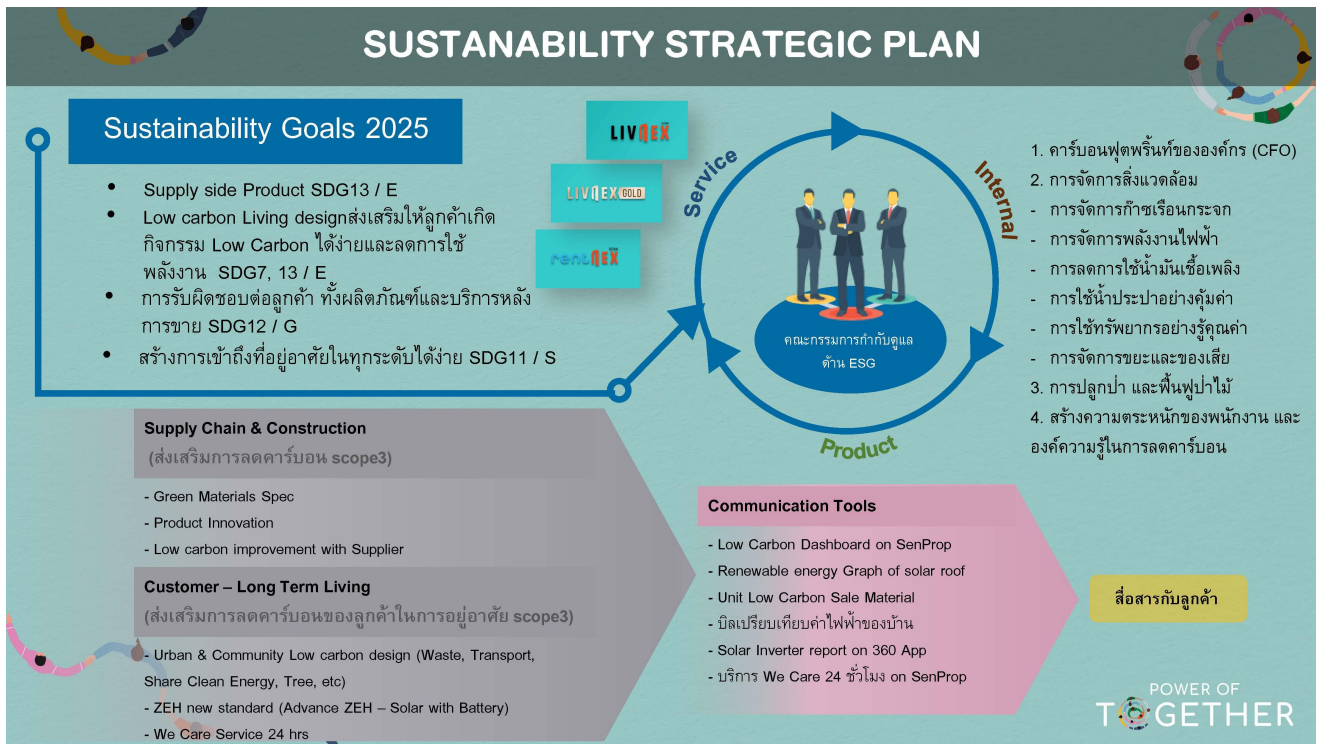 SUSTANABILITY STRATEGIC PLAN
Sustainability Goals 2025
• Supply side Product SDG13 / E
• Low carbon Living designส่งเสริมให้ลูกค้าเกิด
กิจกรรม Low Carbon ได้ง่ายและลดการใช้
พลังงาน SDG7, 13 / E
• การรับผิดชอบต่อลูกค้า ทั้งผลิตภัณฑ์และบริการหลัง
การขาย SDG12 / G
• สร้างการเข้าถึงที่อยู่อาศัยในทุกระดับได้ง่าย SDG11 / S
LIVNEX
LIVNEX GOLD
rentNEX
Service
Internal
Product
คณะกรรมการกำกับดูแล
ด้าน ESG
1. คาร์บอนฟุตพริ้นท์ขององค์กร (CFO)
2. การจัดการสิ่งแวดล้อม
- การจัดการก๊าซเรือนกระจก
- การจัดการพลังงานไฟฟ้า
- การลดการใช้น้ำมันเชื้อเพลิง
- การใช้น้ำประปาอย่างคุ้มค่า
- การใช้ทรัพยากรอย่างรู้คุณค่า
- การจัดการขยะและของเสีย
3. การปลูกป่า และฟื้นฟูป่าไม้
4. สร้างความตระหนักของพนักงาน และ
องค์ความรู้ในการลดคาร์บอน
Supply Chain & Construction
(ส่งเสริมการลดคาร์บอน scope3)
- Green Materials Spec
- Product Innovation
- Low carbon improvement with Supplier
Customer – Long Term Living
(ส่งเสริมการลดคาร์บอนของลูกค้าในการอยู่อาศัย scope3)
- Urban & Community Low carbon design (Waste, Transport,
Share Clean Energy, Tree, etc)
- ZEH new standard (Advance ZEH – Solar with Battery)
- We Care Service 24 hrs
Communication Tools
- Low Carbon Dashboard on SenProp
- Renewable energy Graph of solar roof
- Unit Low Carbon Sale Material
- บิลเปรียบเทียบค่าไฟฟ้าของบ้าน
- Solar Inverter report on 360 App
- บริการ We Care 24 ชั่วโมง on SenProp
สื่อสารกับลูกค้า
POWER OF
TOGETHER